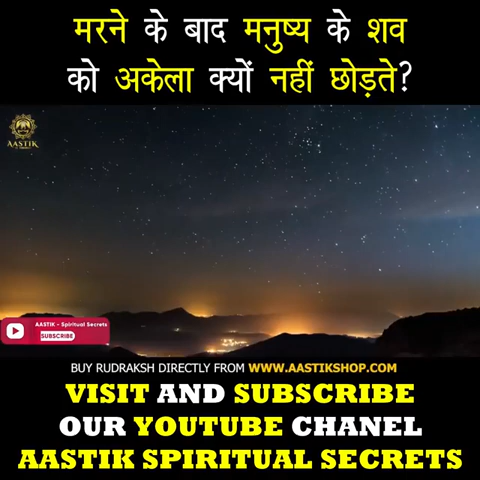 मरने के बाद मनुष्य के शव
को अकेला क्यों नहीं छोड़ते?
AASTIK
AASTIK - Spiritual Secrets
SUBSCRIBE
BUY RUDRAKSH DIRECTLY FROM WWW.AASTIKSHOP.COM
VISIT AND SUBSCRIBE
OUR YOUTUBE CHANEL
AASTIK SPIRITUAL SECRETS